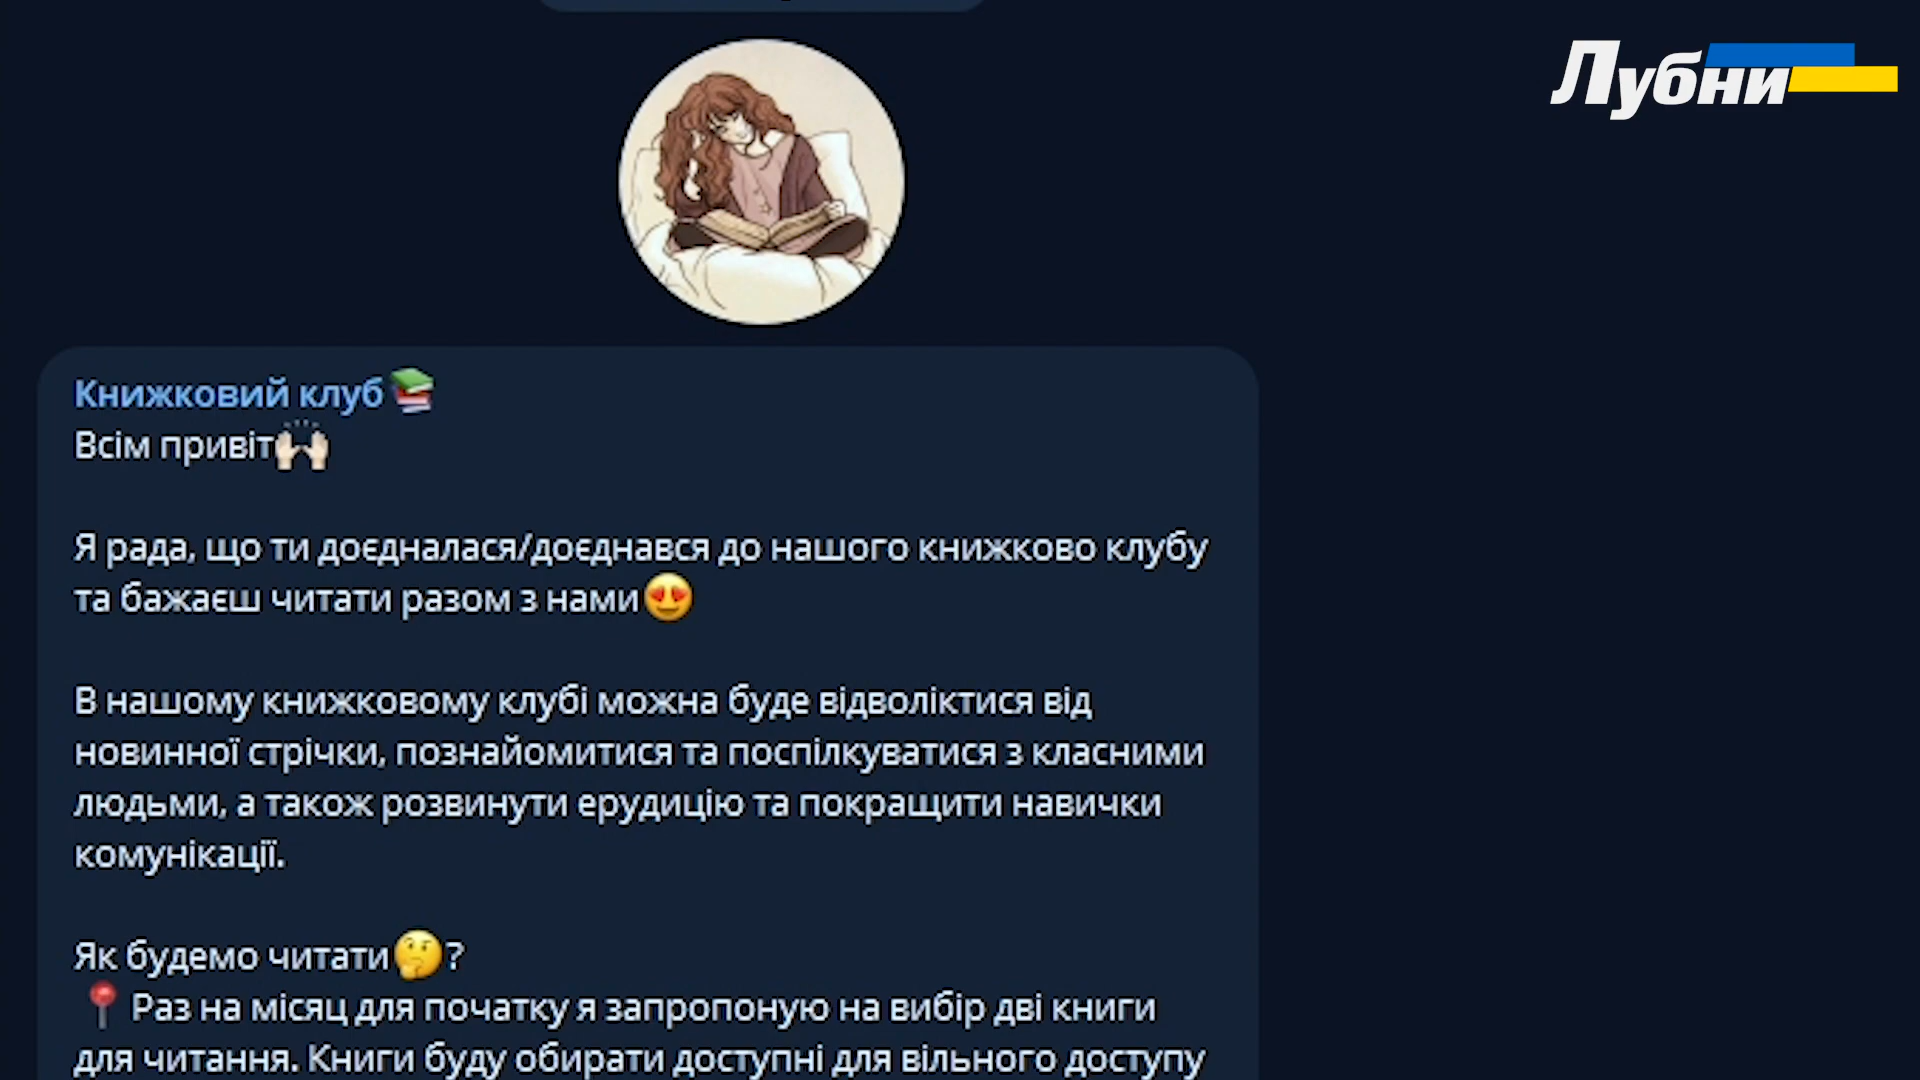 Лубни
Книжковий клуб📚
Всім привіт🙌🏻
Я рада, що ти доєдналася/доєднався до нашого книжково клубу
та бажаєш читати разом з нами😍
В нашому книжковому клубі можна буде відволіктися від
новинної стрічки, познайомитися та поспілкуватися з класними
людьми, а також розвинути ерудицію та покращити навички
комунікації.
Як будемо читати🤔?
📍Раз на місяц для початку я запропоную на вибір дві книги
для читання. Книги буду обирати доступні для вільного доступу